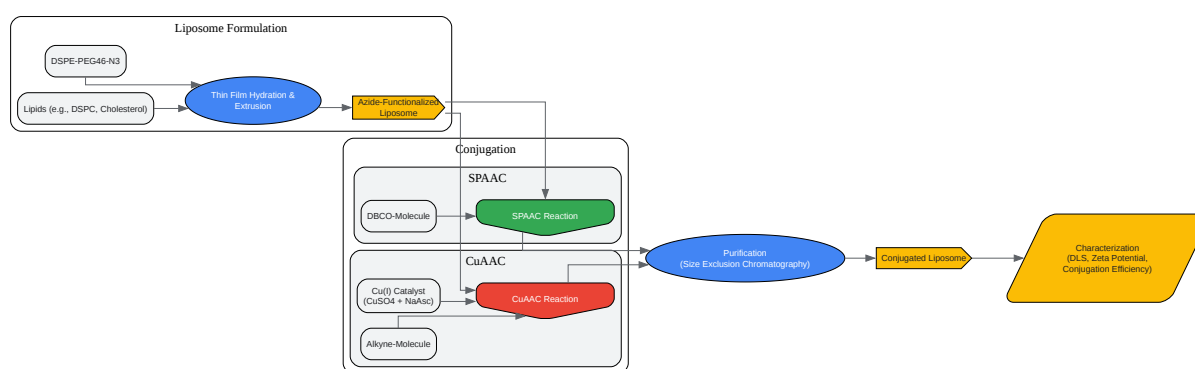 Liposome Formulation
DSPE-PEG46-N3
Lipids (e.g., DSPC, Cholesterol)
Thin Film Hydration &
Extrusion
Azide-Functionalized
Liposome
Conjugation
SPAAC
DBCO-Molecule
SPAAC Reaction
CuAAC
Cu(I) Catalyst
(CuSO4 + NaAsc)
CuAAC Reaction
Alkyne-Molecule
Purification
(Size Exclusion Chromatography)
Conjugated Liposome
Characterization
(DLS, Zeta Potential,
Conjugation Efficiency)